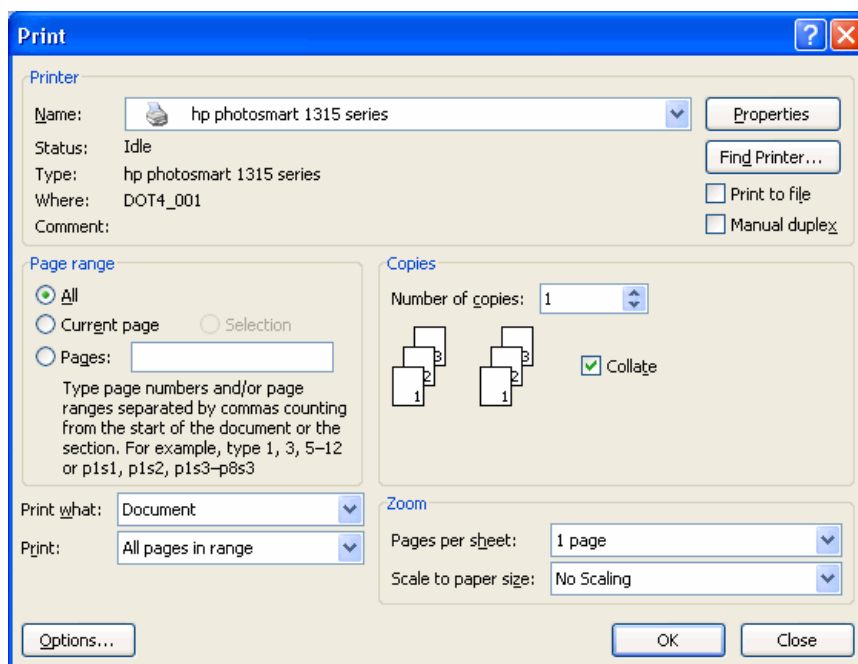 Print
Printer
Name: hp photosmart 1315 series Properties
Status: Idle Find Printer...
Type: hp photosmart 1315 series
Where: DOT4_001 Print to file
Comment: Manual duplex
Page range
All
Current page Selection
Pages:
Type page numbers and/or page
ranges separated by commas counting
from the start of the document or the
section. For example, type 1, 3, 5–12
or p1s1, p1s2, p1s3–p8s3
Copies
Number of copies: 1
3 3
2 2
1 1
Collate
Print what: Document
Print: All pages in range
Zoom
Pages per sheet: 1 page
Scale to paper size: No Scaling
Options... OK Close